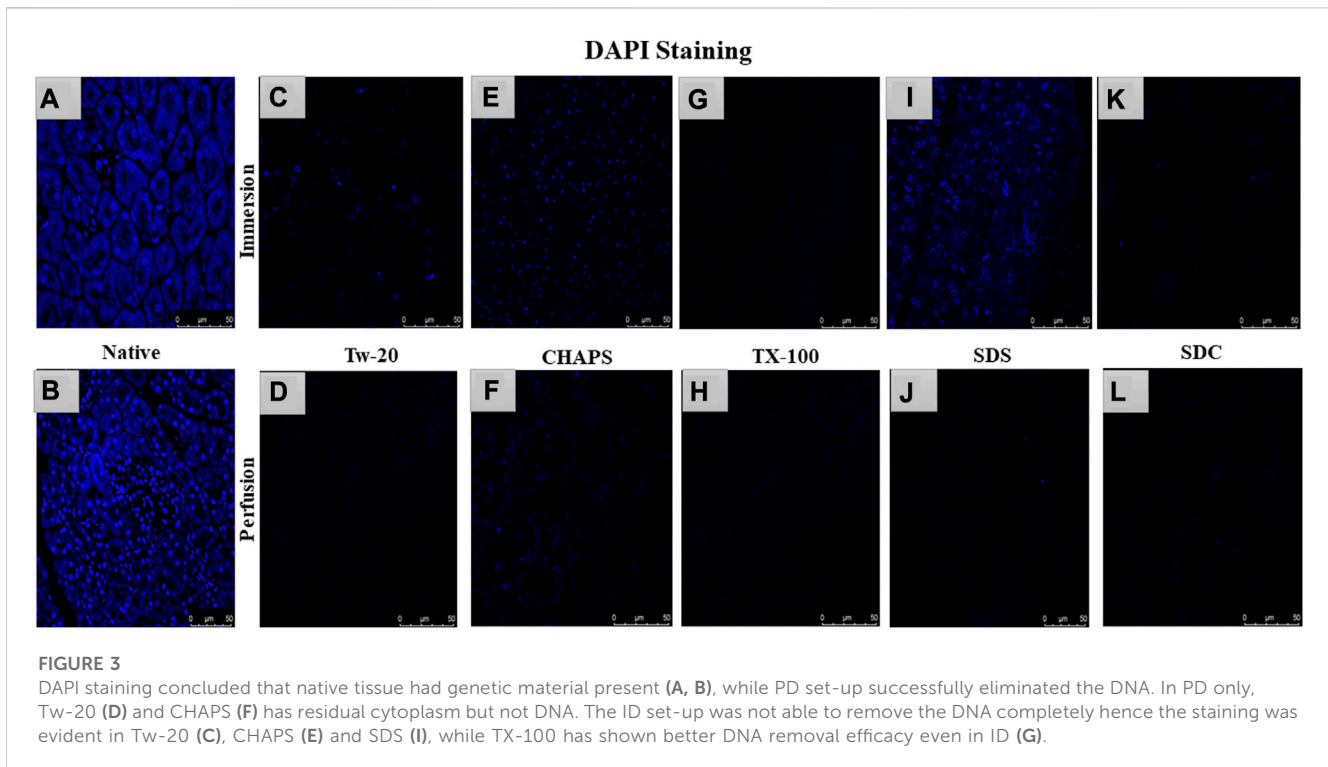 DAPI Staining
A C E G I K
Immersion
0 µm 50 0 µm 50 0 µm 50 0 µm 50 0 µm 50 0 µm 50
Native Tw-20 CHAPS TX-100 SDS SDC
B D F H J L
Perfusion
0 µm 50 0 µm 50 0 µm 50 0 µm 50 0 µm 50 0 µm 50
FIGURE 3
DAPI staining concluded that native tissue had genetic material present (A, B), while PD set-up successfully eliminated the DNA. In PD only,
Tw-20 (D) and CHAPS (F) has residual cytoplasm but not DNA. The ID set-up was not able to remove the DNA completely hence the staining was
evident in Tw-20 (C), CHAPS (E) and SDS (I), while TX-100 has shown better DNA removal efficacy even in ID (G).